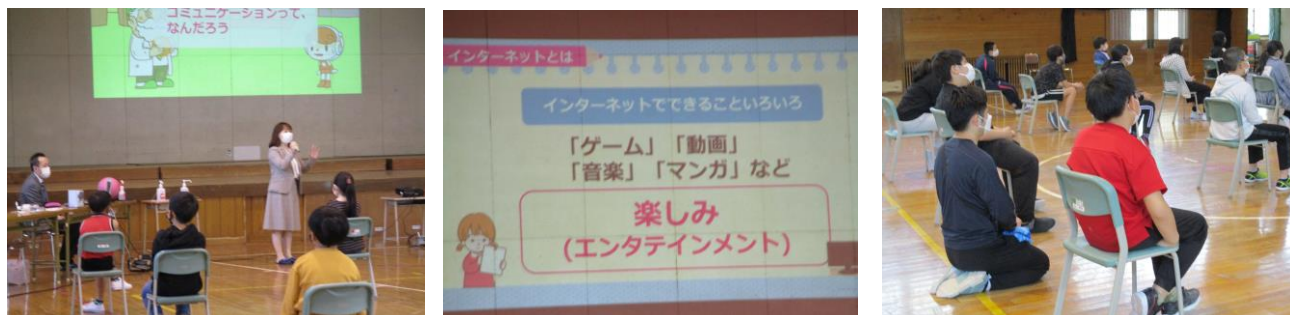 コミュニケーションって、
なんだろう
インターネットとは
インターネットでできることいろいろ
「ゲーム」「動画」
「音楽」「マンガ」など
楽しみ
(エンタテインメント)